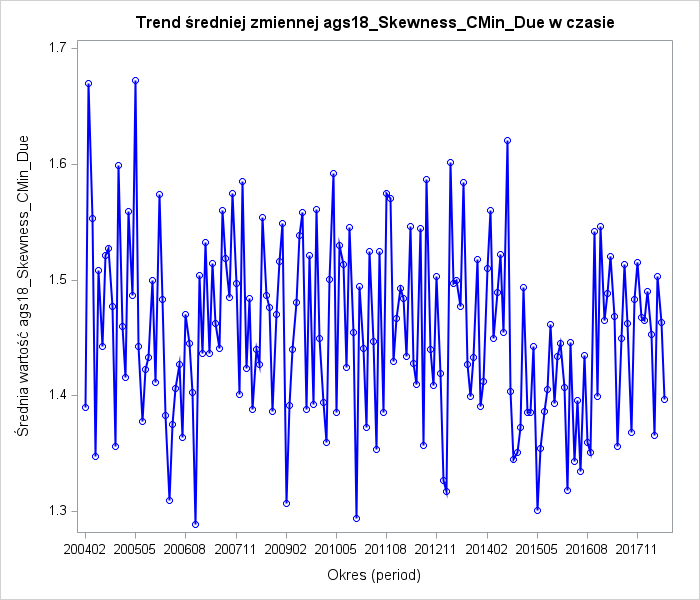 Trend średniej zmiennej ags18_Skewness_CMin_Due w czasie
Średnia wartość ags18_Skewness_CMin_Due
1.7
1.6
1.5
1.4
1.3
200402 200505 200608 200711 200902 201005 201108 201211 201402 201505 201608 201711
Okres (period)